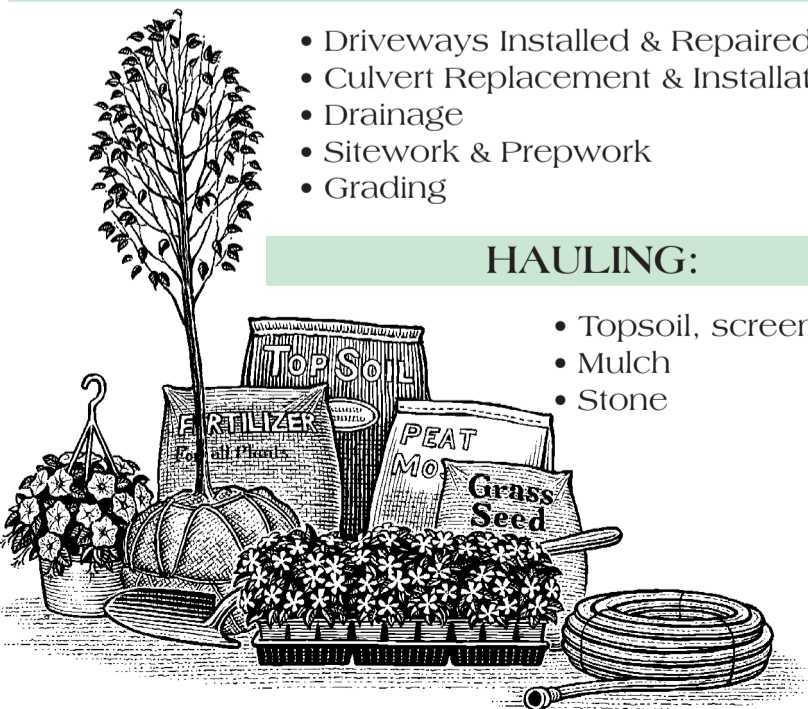 • Driveways Installed & Repaired
• Culvert Replacement & Installat
• Drainage
• Sitework & Prepwork
• Grading
HAULING:
• Topsoil, screen
• Mulch
• Stone
TOP SOIL
FERTILIZER
For all Plants
PEAT
MOS
Grass
Seed